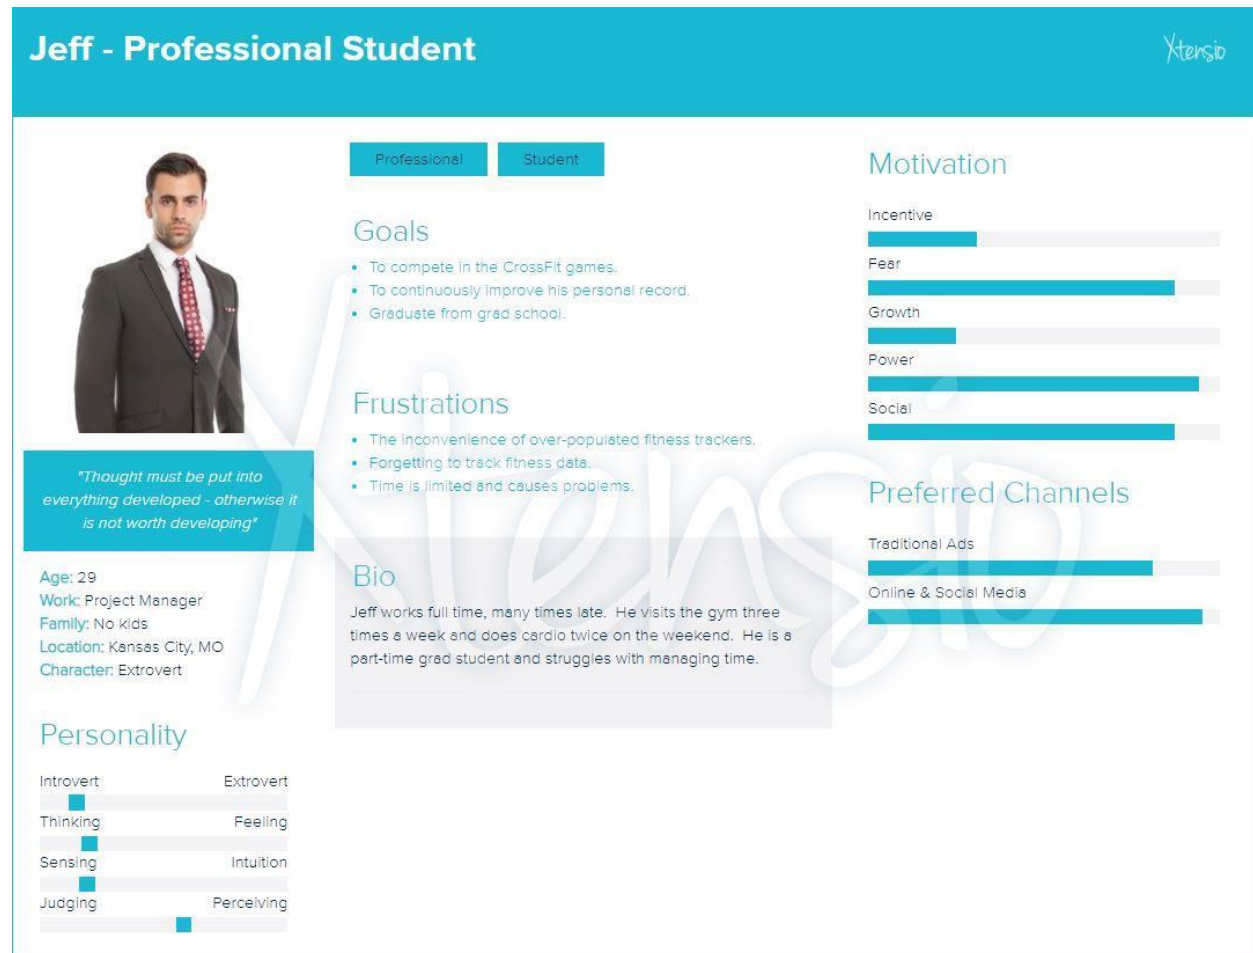 Jeff - Professional Student
Xtensio
"Thought must be put into
everything developed - otherwise it
is not worth developing"
Age: 29
Work: Project Manager
Family: No kids
Location: Kansas City, MO
Character: Extrovert
Personality
Introvert Extrovert
Thinking Feeling
Sensing Intuition
Judging Perceiving
Professional Student
Goals
• To compete in the CrossFit games.
• To continuously improve his personal record.
• Graduate from grad school.
Frustrations
• The inconvenience of over-populated fitness trackers.
• Forgetting to track fitness data.
• Time is limited and causes problems.
Bio
Jeff works full time, many times late. He visits the gym three
times a week and does cardio twice on the weekend. He is a
part-time grad student and struggles with managing time.
Motivation
Incentive
Fear
Growth
Power
Social
Preferred Channels
Traditional Ads
Online & Social Media
Xtensio